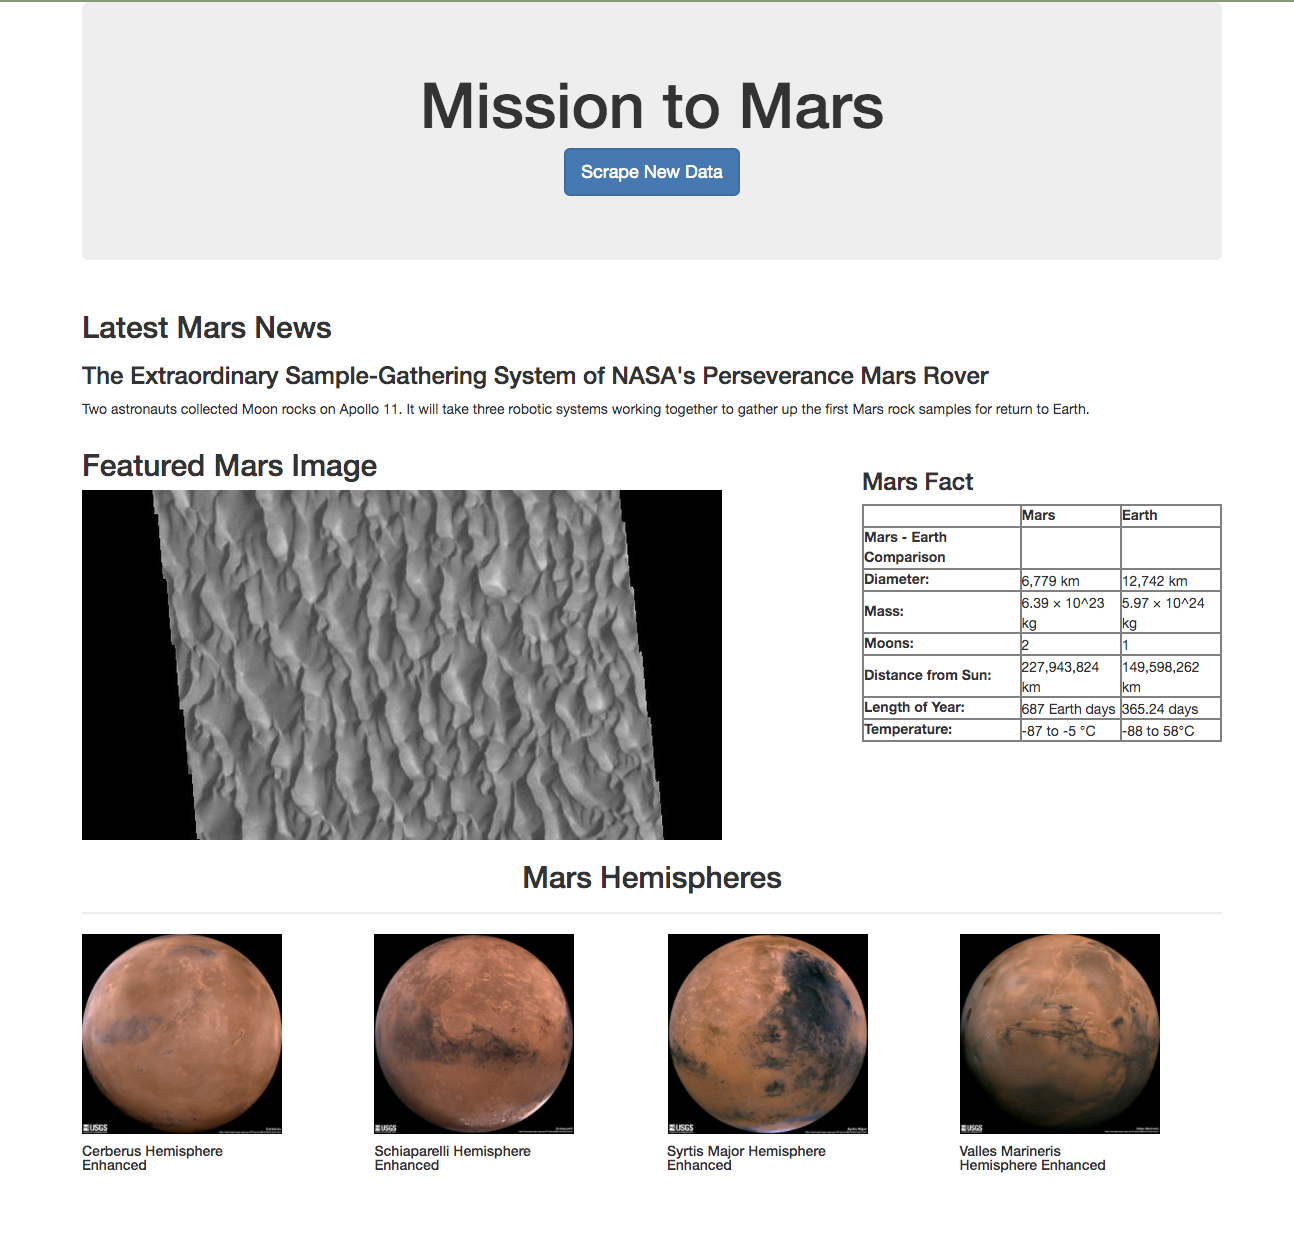 Mission to Mars
Scrape New Data
Latest Mars News
The Extraordinary Sample-Gathering System of NASA's Perseverance Mars Rover
Two astronauts collected Moon rocks on Apollo 11. It will take three robotic systems working together to gather up the first Mars rock samples for return to Earth.
Featured Mars Image
Mars Fact
Mars Earth
Mars - Earth
Comparison
Diameter: 6,779 km 12,742 km
Mass: 6.39 × 10^23 kg 5.97 × 10^24 kg
Moons: 2 1
Distance from Sun: 227,943,824 km 149,598,262 km
Length of Year: 687 Earth days 365.24 days
Temperature: -87 to -5 °C -88 to 58°C
Mars Hemispheres
USGS
USGS
USGS
USGS
Cerberus Hemisphere
Enhanced
Schiaparelli Hemisphere
Enhanced
Syrtis Major Hemisphere
Enhanced
Valles Marineris
Hemisphere Enhanced